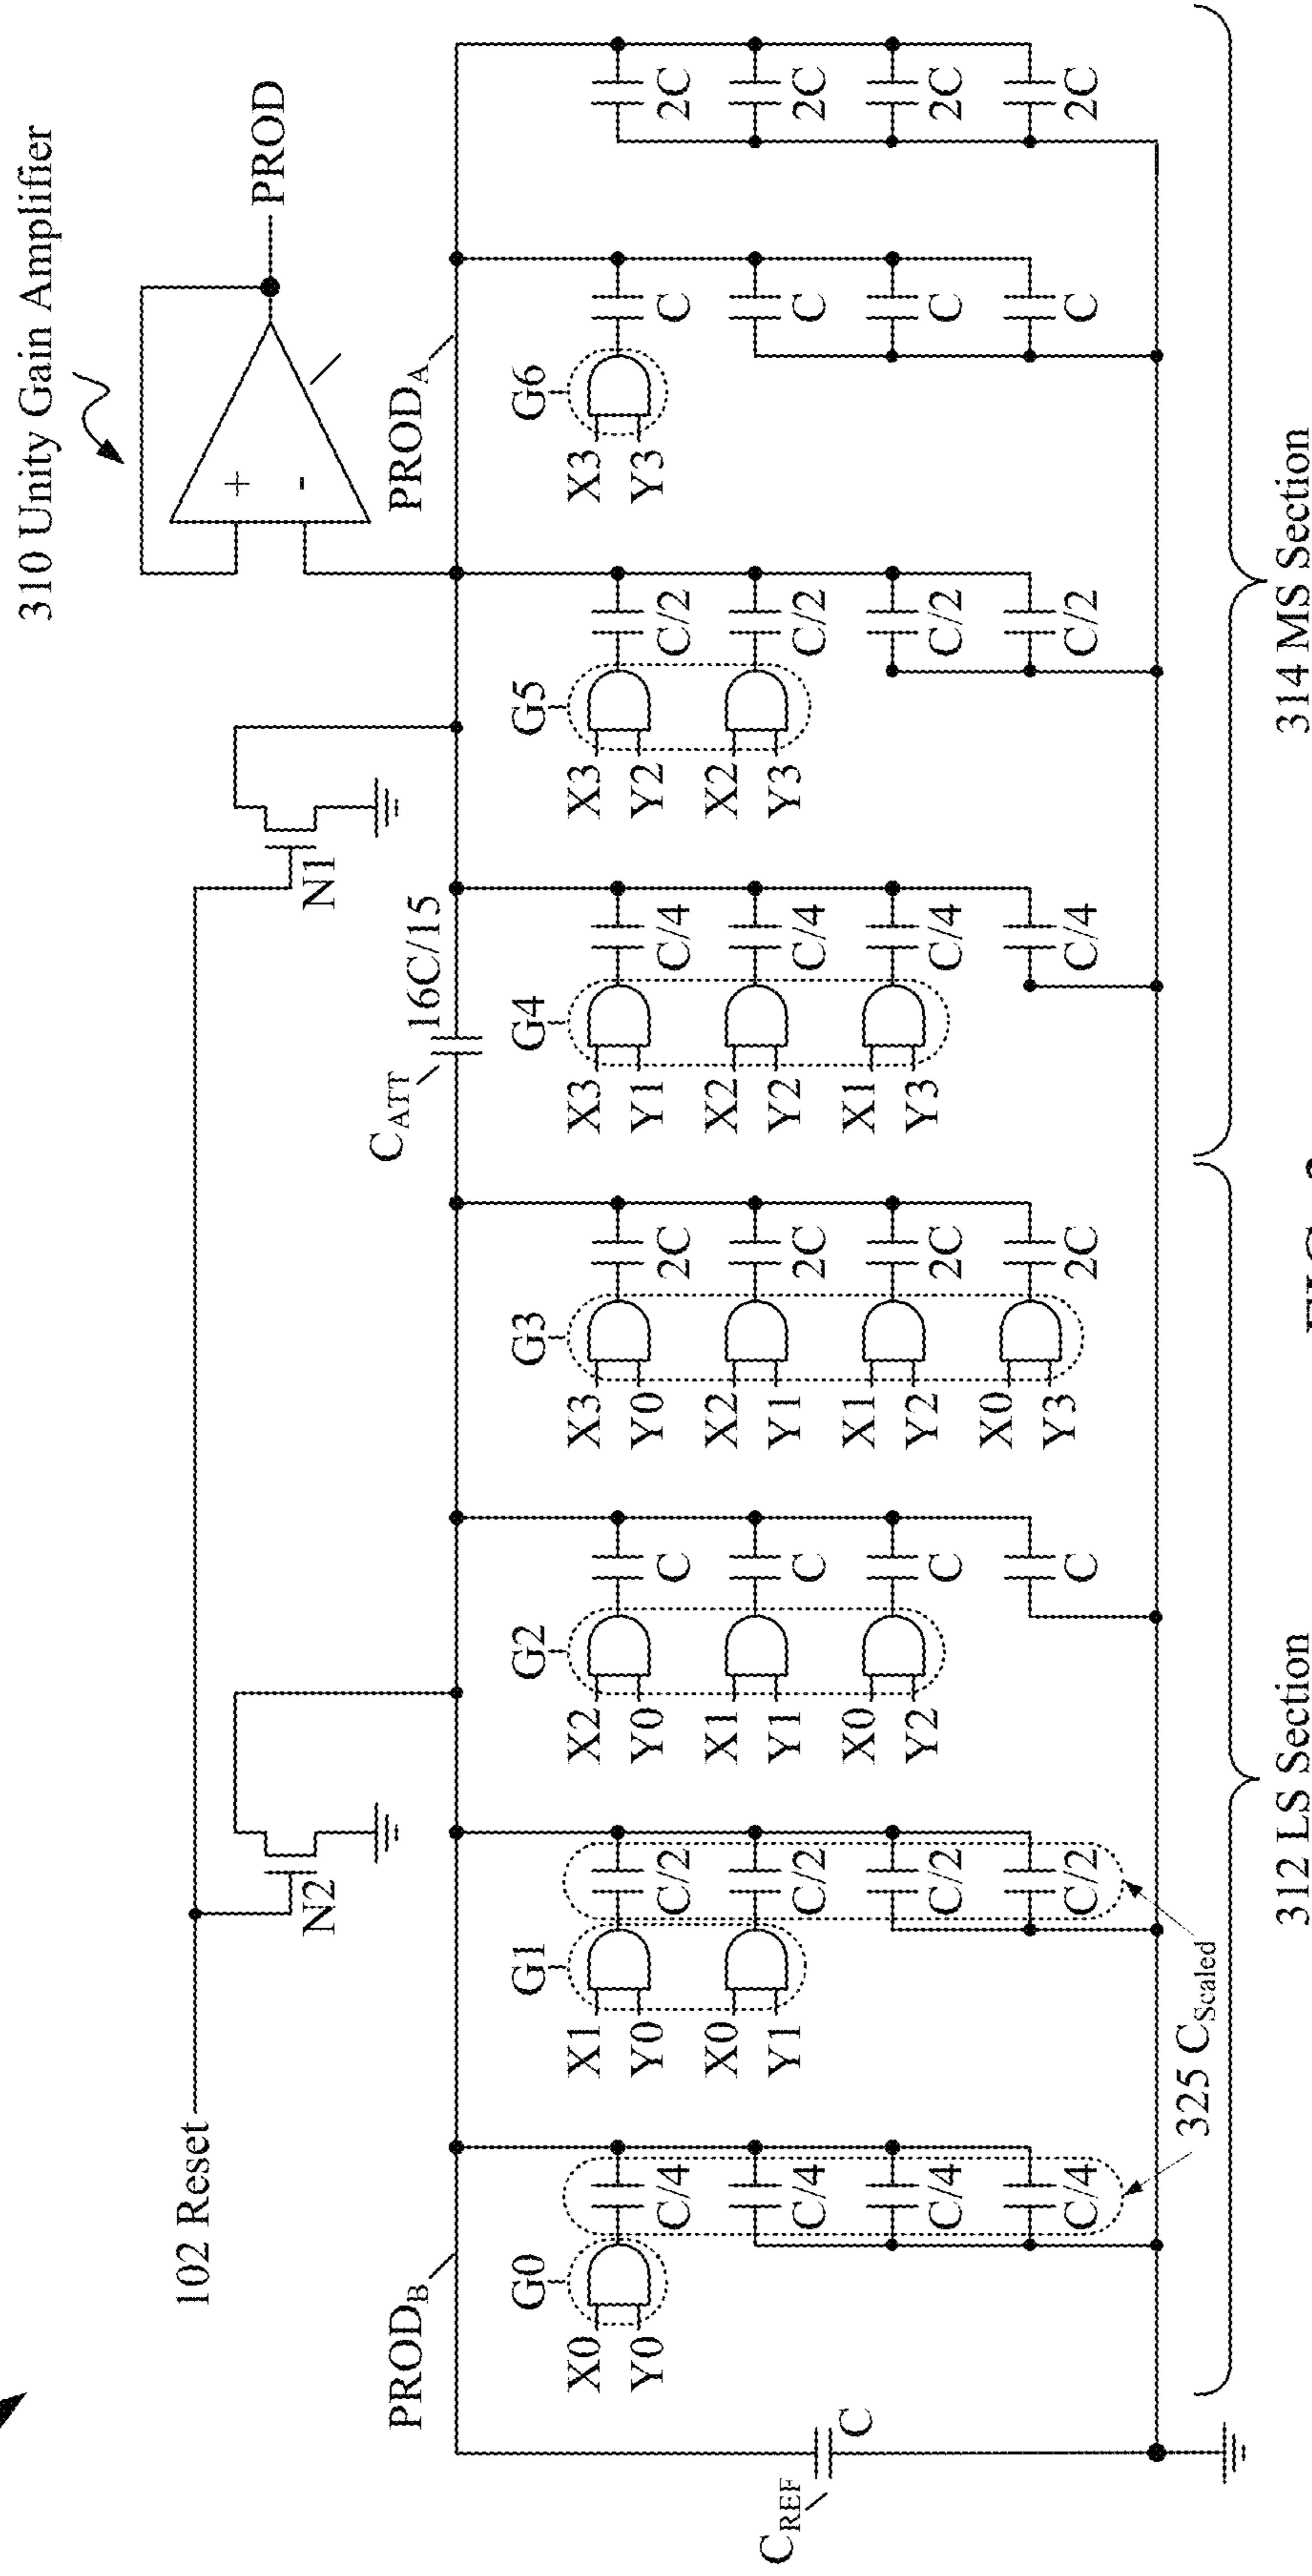 310 Unity Gain Amplifier
102 Reset
+
-
PROD
N2
N1
PROD_B
C_ATT
16C/15
PROD_A
G0 G1 G2 G3 G4 G5 G6
X0 X1 X2 X3 X3 X3 X3
Y0 Y0 Y0 Y0 Y1 Y2 Y3
C/4 C/2 C 2C C/4 C/2 C 2C
X0 X1 X2 X2 X2
Y1 Y1 Y1 Y2 Y3
C/4 C/2 C 2C C/4 C/2 C 2C
C_REF
C
X0 X1 X1
Y2 Y2 Y3
C/4 C/2 C 2C C/4 C/2 C 2C
X0
Y3
C/4 C/2 C 2C C/4 C/2 C 2C
325 C_Scaled
312 LS Section
314 MS Section